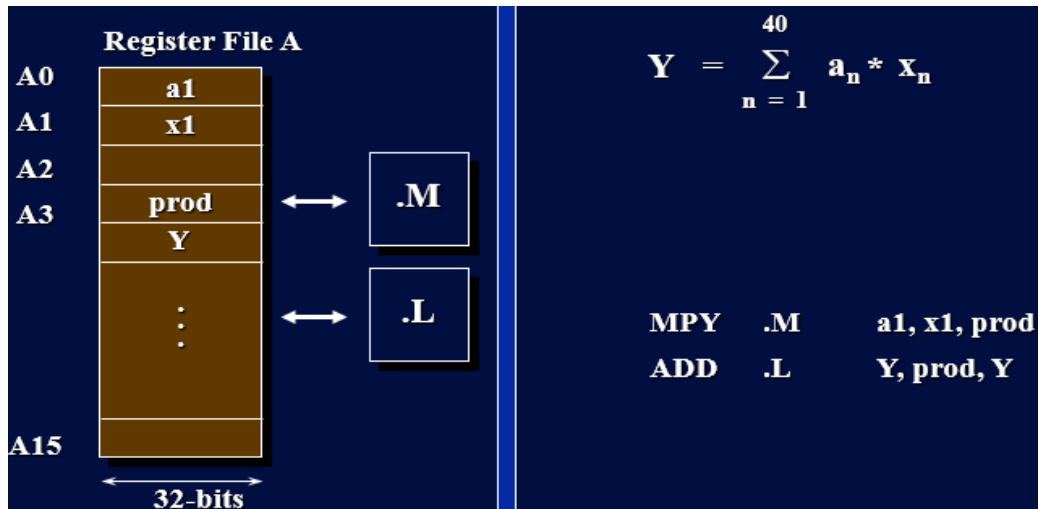 Register File A
A0
a1
A1
x1
A2
A3
prod
Y
.
.
.
A15
32-bits
.M
.L
40
Y = Σ aₙ* xₙ
n = 1
MPY .M a1, x1, prod
ADD .L Y, prod, Y